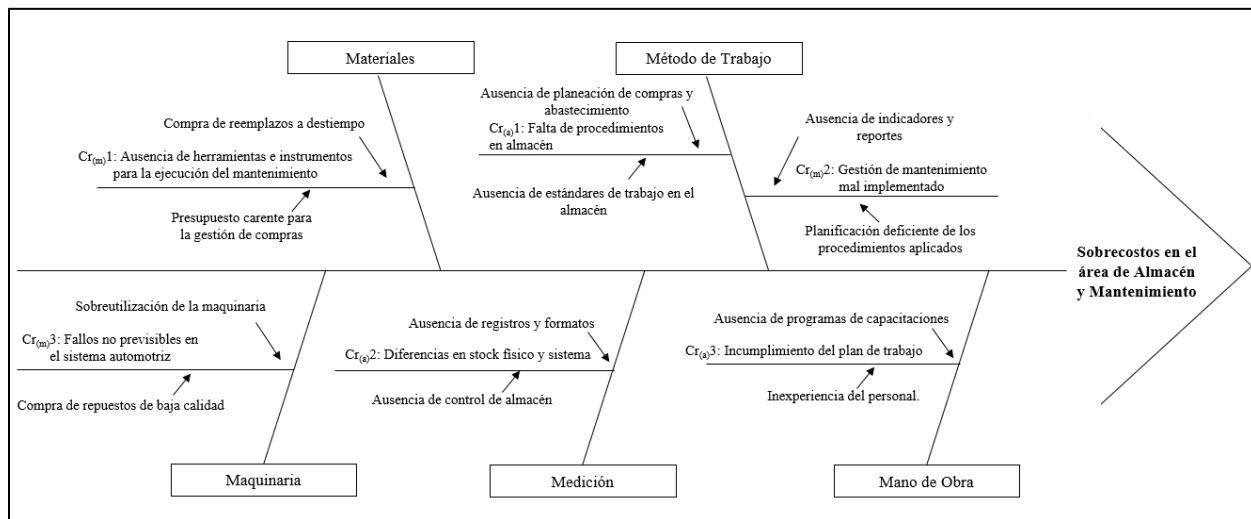 Materiales
Método de Trabajo
Compra de reemplazos a destiempo
Cr(m)1: Ausencia de herramientas e instrumentos
para la ejecución del mantenimiento
Presupuesto carente para
la gestión de compras
Ausencia de planeación de compras y
abastecimiento
Cr(a)1: Falta de procedimientos
en almacén
Ausencia de estándares de trabajo en el
almacén
Ausencia de indicadores y
reportes
Cr(m)2: Gestión de mantenimiento
mal implementado
Planificación deficiente de los
procedimientos aplicados
Sobrecostos en el
área de Almacén
y Mantenimiento
Sobreutilización de la maquinaria
Cr(m)3: Fallos no previsibles en
el sistema automotriz
Compra de repuestos de baja calidad
Ausencia de registros y formatos
Cr(a)2: Diferencias en stock físico y sistema
Ausencia de control de almacén
Ausencia de programas de capacitaciones
Cr(a)3: Incumplimiento del plan de trabajo
Inexperiencia del personal.
Maquinaria
Medición
Mano de Obra